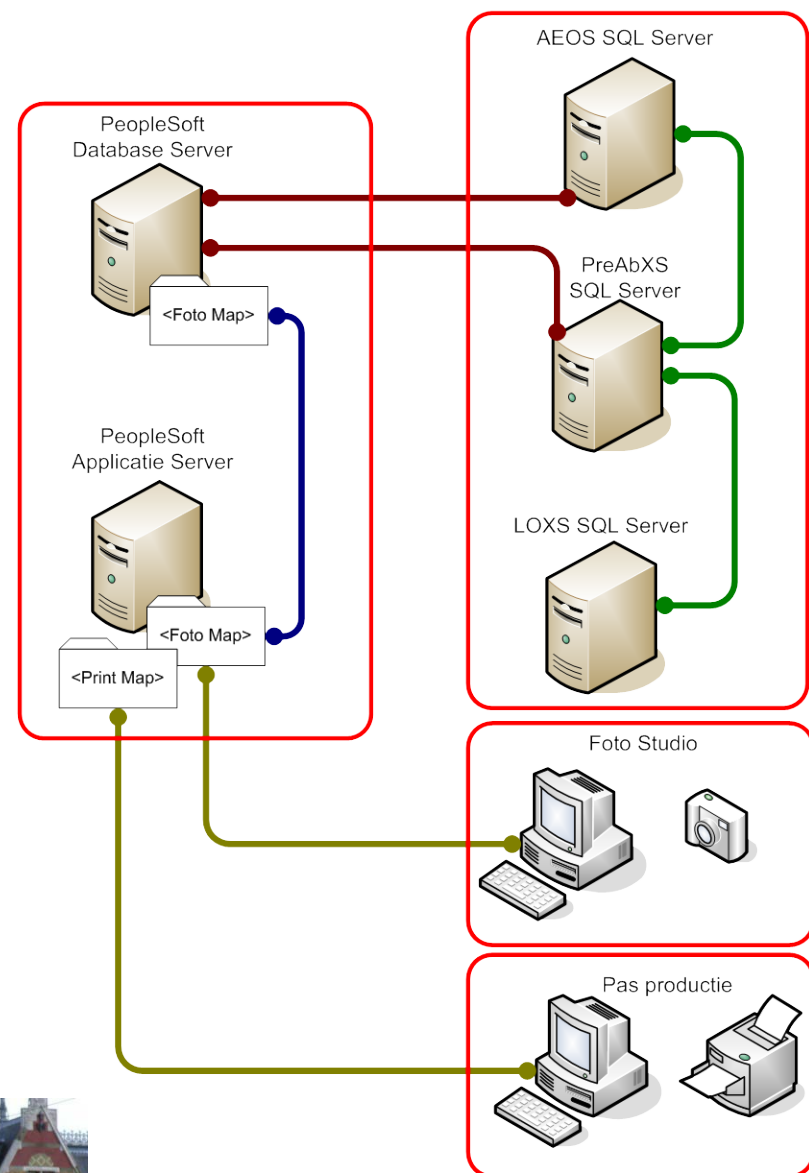 AEOS SQL Server
PeopleSoft
Database Server
<Foto Map>
PreAbXS
SQL Server
PeopleSoft
Applicatie Server
<Foto Map>
<Print Map>
LOXS SQL Server
Foto Studio
Pas productie